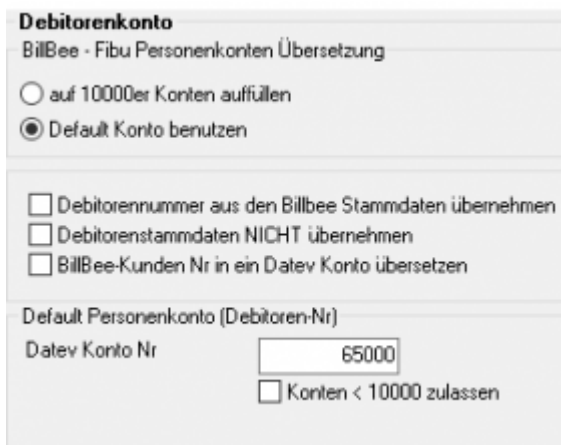 Debitorenkonto
BillBee - Fibu Personenkonten Übersetzung
auf 10000er Konten auffüllen
Default Konto benutzen
Debitorennummer aus den Billbee Stammdaten übernehmen
Debitorenstammdaten NICHT übernehmen
BillBee-Kunden Nr in ein Datev Konto übersetzen
Default Personenkonto (Debitoren-Nr)
Datev Konto Nr 65000
Konten < 10000 zulassen